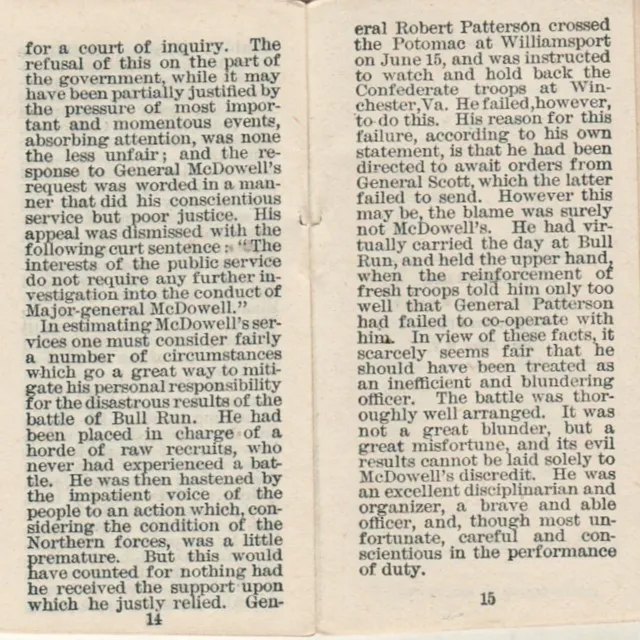 for a court of inquiry. The
refusal of this on the part of
the government, while it may
have been partially justified by
the pressure of most impor-
tant and momentous events,
absorbing attention, was none
the less unfair; and the re-
sponse to General McDowell's
request was worded in a man-
ner that did his conscientious
service but poor justice. His
appeal was dismissed with the
following curt sentence: "The
interests of the public service
do not require any further in-
vestigation into the conduct of
Major-general McDowell."
In estimating McDowell's ser-
vices one must consider fairly
a number of circumstances
which go a great way to miti-
gate his personal responsibility
for the disastrous results of the
battle of Bull Run. He had
been placed in charge of a
horde of raw recruits, who
never had experienced a bat-
tle. He was then hastened by
the impatient voice of the
people to an action which, con-
sidering the condition of the
Northern forces, was a little
premature. But this would
have counted for nothing had
he received the support upon
which he justly relied. Gen-
14
eral Robert Patterson crossed
the Potomac at Williamsport
on June 15, and was instructed
to watch and hold back the
Confederate troops at Win-
chester, Va. He failed, however,
to do this. His reason for this
failure, according to his own
statement, is that he had been
directed to await orders from
General Scott, which the latter
failed to send. However this
may be, the blame was surely
not McDowell's. He had vir-
tually carried the day at Bull
Run, and held the upper hand,
when the reinforcement of
fresh troops told him only too
well that General Patterson
had failed to co-operate with
him. In view of these facts, it
scarcely seems fair that he
should have been treated as
an inefficient and blundering
officer. The battle was thor-
oughly well arranged. It was
not a great blunder, but a
great misfortune, and its evil
results cannot be laid solely to
McDowell's discredit. He was
an excellent disciplinarian and
organizer, a brave and able
officer, and, though most un-
fortunate, careful and con-
scientious in the performance
of duty.
15